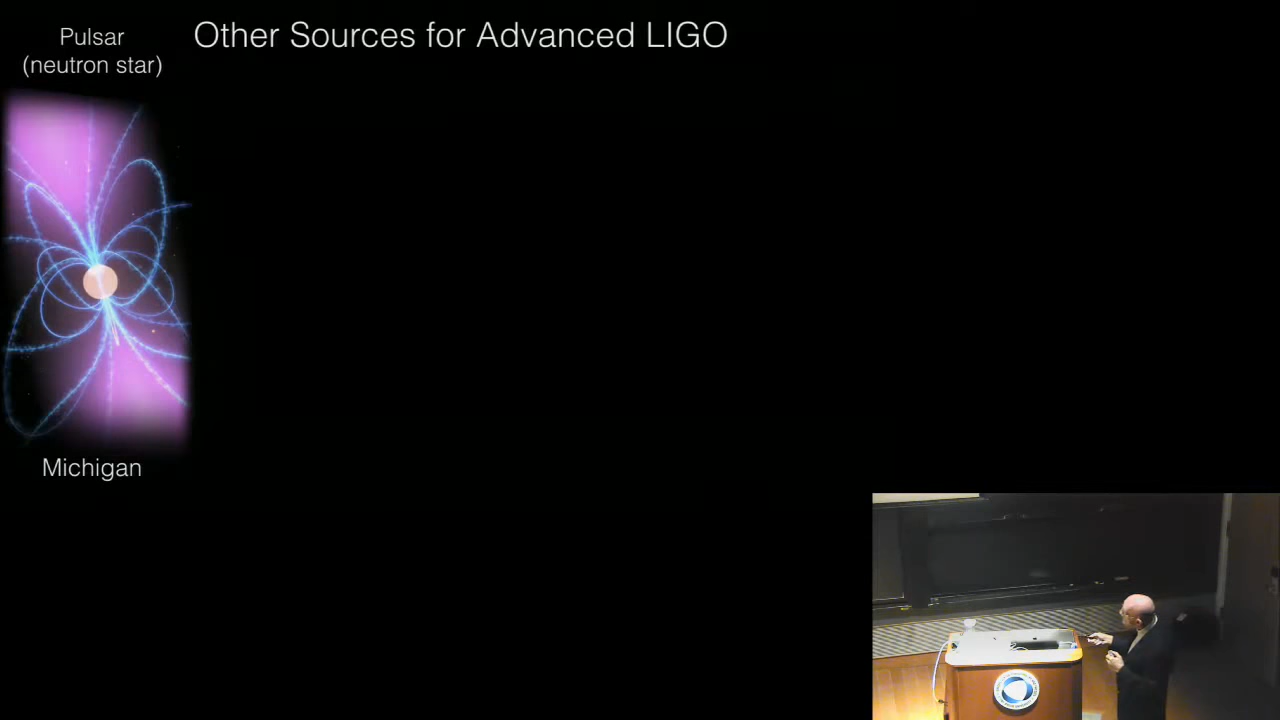 Pulsar
(neutron star)
Other Sources for Advanced LIGO
Michigan